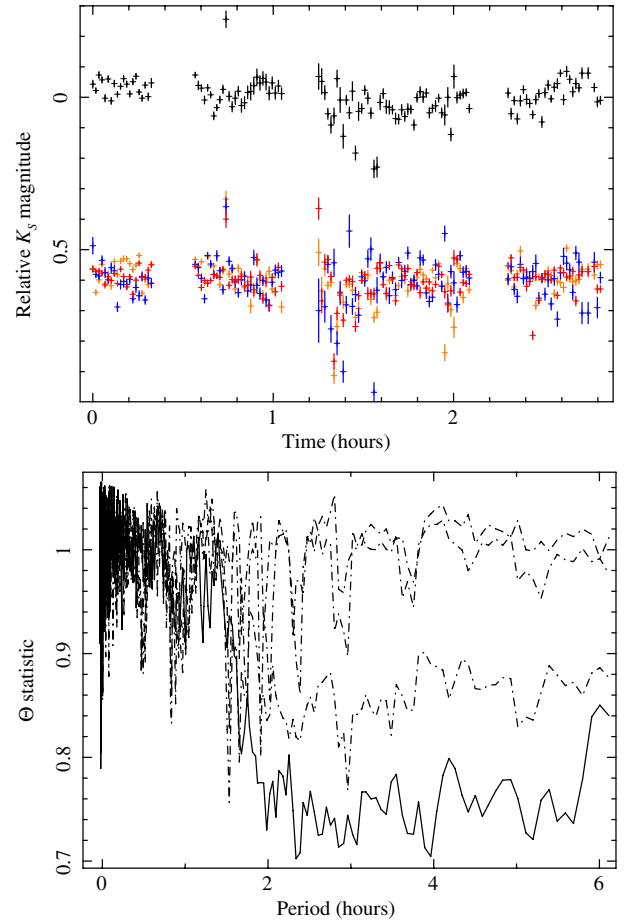 0
0.5
Relative K_s magnitude
0 1 2
Time (hours)
1
0.9
0.8
0.7
Θ statistic
0 2 4 6
Period (hours)